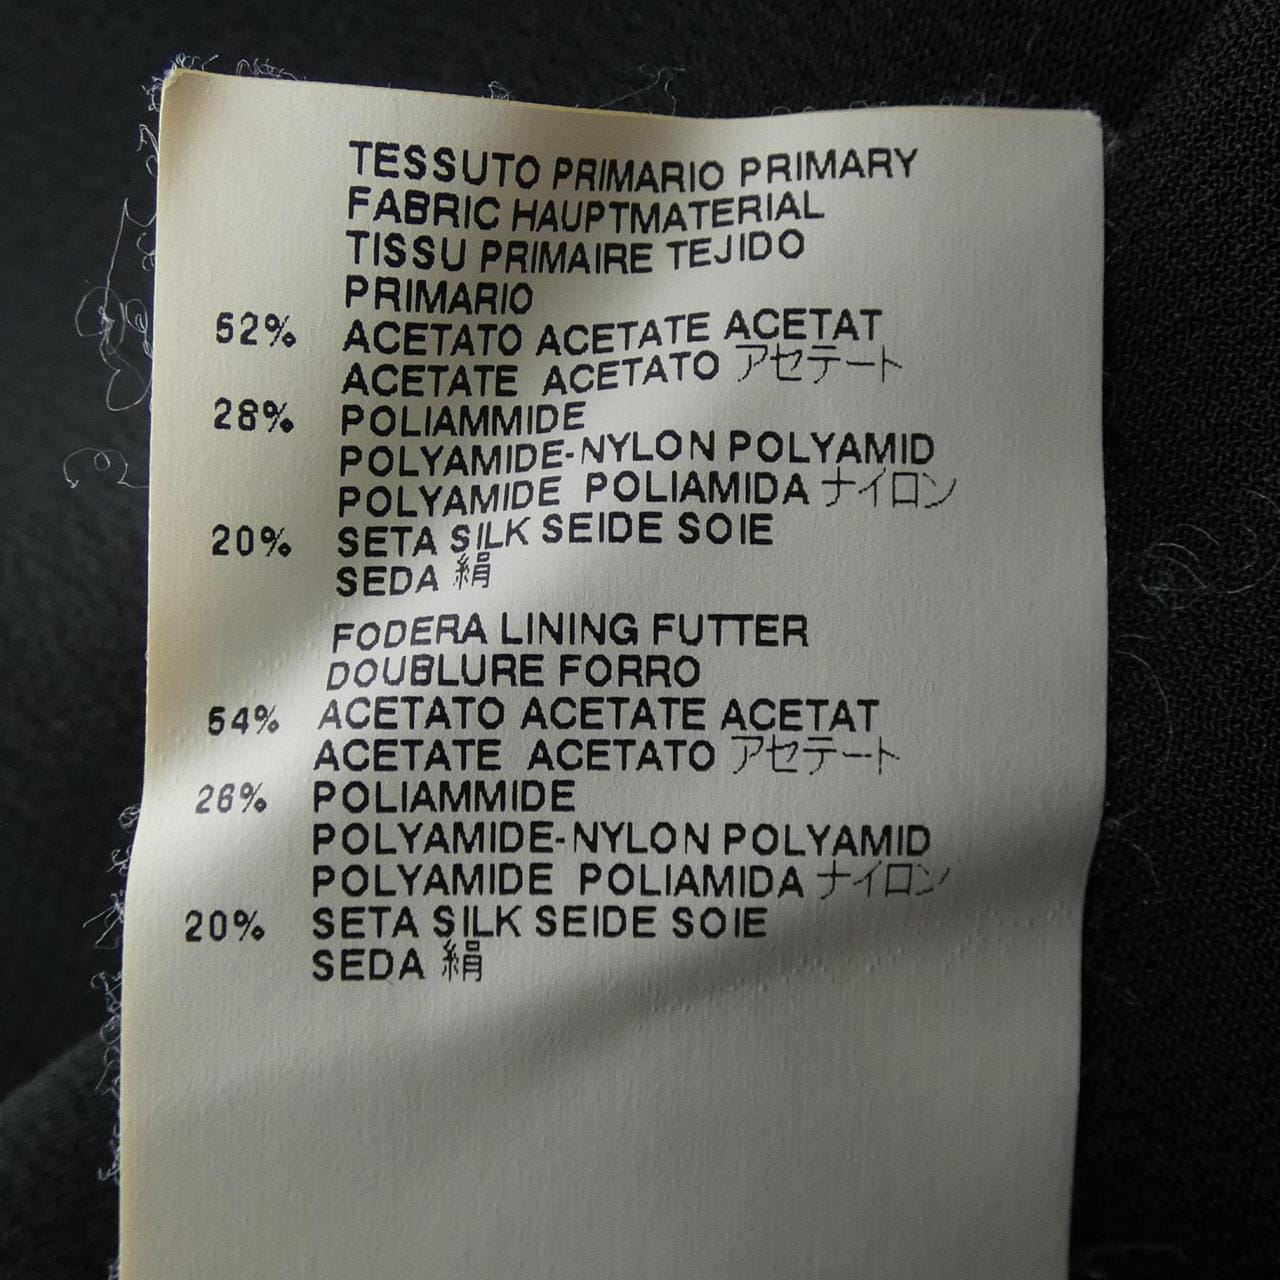 TESSUTO PRIMARIO PRIMARY
FABRIC HAUPTMATERIAL
TISSU PRIMAIRE TEJIDO
PRIMARIO
52% ACETATO ACETATE ACETAT
ACETATE ACETATO アセテート
28% POLIAMMIDE
POLYAMIDE-NYLON POLYAMID
POLYAMIDE POLIAMIDA ナイロン
20% SETA SILK SEIDE SOIE
SEDA 絹
FODERA LINING FUTTER
DOUBLURE FORRO
54% ACETATO ACETATE ACETAT
ACETATE ACETATO アセテート
26% POLIAMMIDE
POLYAMIDE-NYLON POLYAMID
POLYAMIDE POLIAMIDA ナイロン
20% SETA SILK SEIDE SOIE
SEDA 絹